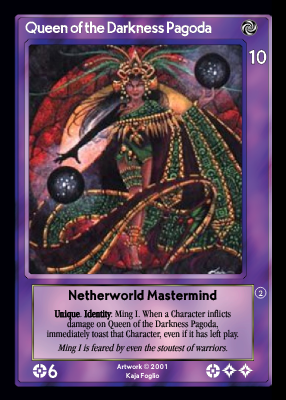 Queen of the Darkness Pagoda
10
Netherworld Mastermind
2
Unique. Identity: Ming I. When a Character inflicts
damage on Queen of the Darkness Pagoda,
immediately toast that Character, even if it has left play.
Ming I is feared by even the stoutest of warriors.
6
Artwork © 2001
Kaja Foglio